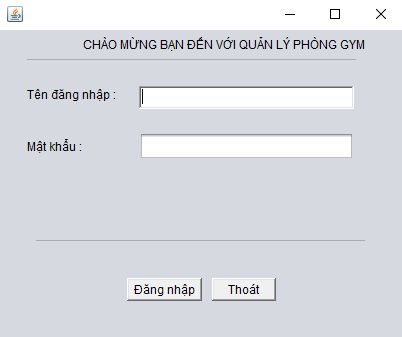 CHÀO MỪNG BẠN ĐẾN VỚI QUẢN LÝ PHÒNG GYM
Tên đăng nhập :
Mật khẩu :
Đăng nhập
Thoát